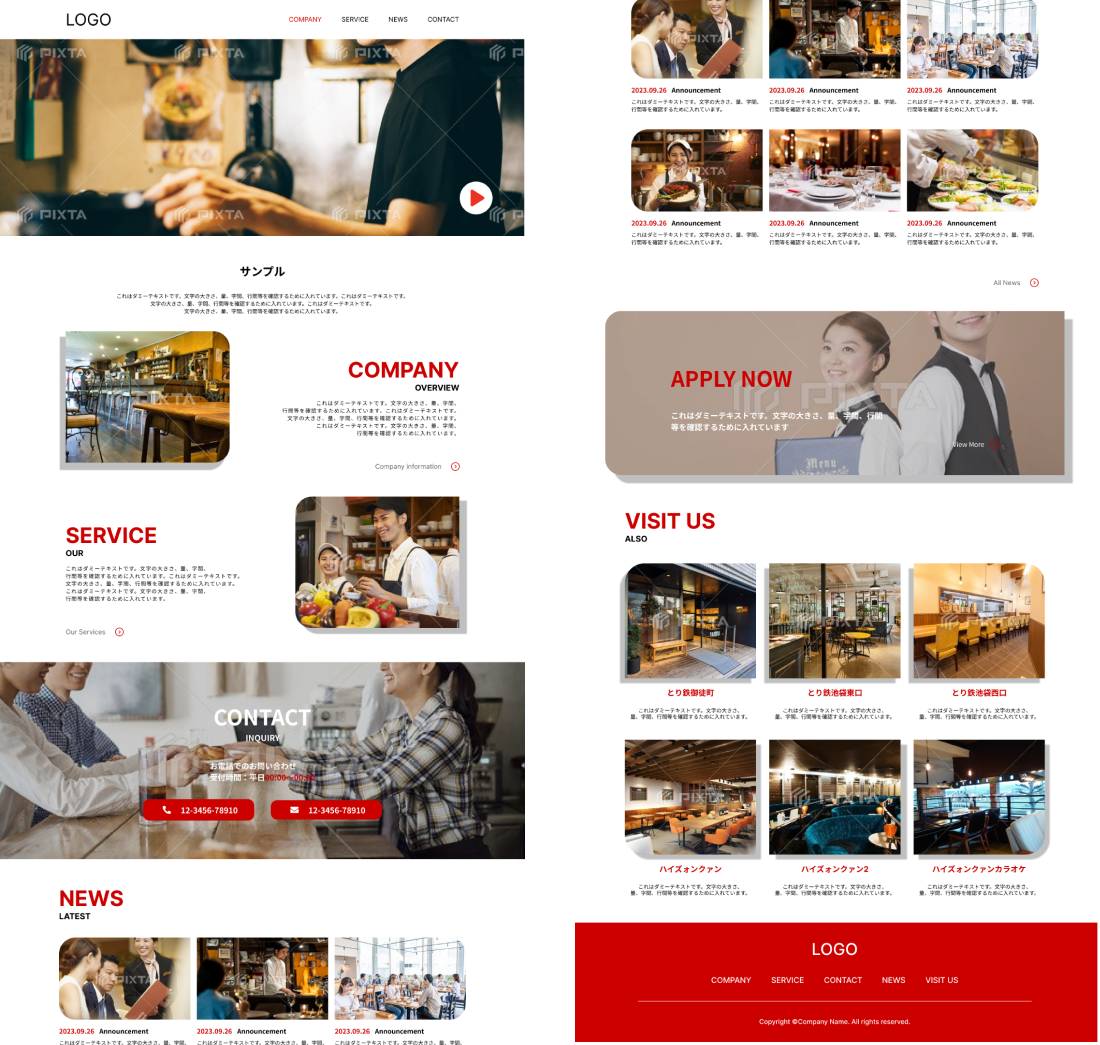 LOGO
COMPANY SERVICE NEWS CONTACT
PIXTA
サンプル
これはダミーテキストです。文字の大きさ、量、字間、行間等を確認するために入れています。これはダミーテキストです。
文字の大きさ、量、字間、行間等を確認するために入れています。これはダミーテキストです。
文字の大きさ、量、字間、行間等を確認するために入れています。
COMPANY
OVERVIEW
これはダミーテキストです。文字の大きさ、量、字間、
行間等を確認するために入れています。これはダミーテキストです。
文字の大きさ、量、字間、行間等を確認するために入れています。
これはダミーテキストです。文字の大きさ、量、字間、
行間等を確認するために入れています。
Company Information
SERVICE
OUR
これはダミーテキストです。文字の大きさ、量、字間、
行間等を確認するために入れています。これはダミーテキストです。
文字の大きさ、量、字間、行間等を確認するために入れています。
これはダミーテキストです。文字の大きさ、量、字間、
行間等を確認するために入れています。
Our Services
CONTACT
INQUIRY
お電話でのお問い合わせ
受付時間：平日00:00~00:00
12-3456-78910 12-3456-78910
NEWS
LATEST
2023.09.26 Announcement 2023.09.26 Announcement 2023.09.26 Announcement
これはダミーテキストです。文字の大きさ、量、字間、 これはダミーテキストです。文字の大きさ、量、字間、 これはダミーテキストです。文字の大きさ、量、字間、
2023.09.26 Announcement 2023.09.26 Announcement 2023.09.26 Announcement
これはダミーテキストです。文字の大きさ、量、字間、 これはダミーテキストです。文字の大きさ、量、字間、 これはダミーテキストです。文字の大きさ、量、字間、
行間等を確認するために入れています。 行間等を確認するために入れています。 行間等を確認するために入れています。
2023.09.26 Announcement 2023.09.26 Announcement 2023.09.26 Announcement
これはダミーテキストです。文字の大きさ、量、字間、 これはダミーテキストです。文字の大きさ、量、字間、 これはダミーテキストです。文字の大きさ、量、字間、
行間等を確認するために入れています。 行間等を確認するために入れています。 行間等を確認するために入れています。
All News
APPLY NOW
PIXTA
これはダミーテキストです。文字の大きさ、量、字間、行間
等を確認するために入れています
View More
Menu
VISIT US
ALSO
とり鉄御徒町 とり鉄池袋東口 とり鉄池袋西口
これはダミーテキストです。文字の大きさ、 これはダミーテキストです。文字の大きさ、 これはダミーテキストです。文字の大きさ、
量、字間、行間等を確認するために入れています。 量、字間、行間等を確認するために入れています。 量、字間、行間等を確認するために入れています。
ハイズォンクァン ハイズォンクァン2 ハイズォンクァンカラオケ
これはダミーテキストです。文字の大きさ、 これはダミーテキストです。文字の大きさ、 これはダミーテキストです。文字の大きさ、
量、字間、行間等を確認するために入れています。 量、字間、行間等を確認するために入れています。 量、字間、行間等を確認するために入れています。
LOGO
COMPANY SERVICE CONTACT NEWS VISIT US
Copyright ©Company Name. All rights reserved.